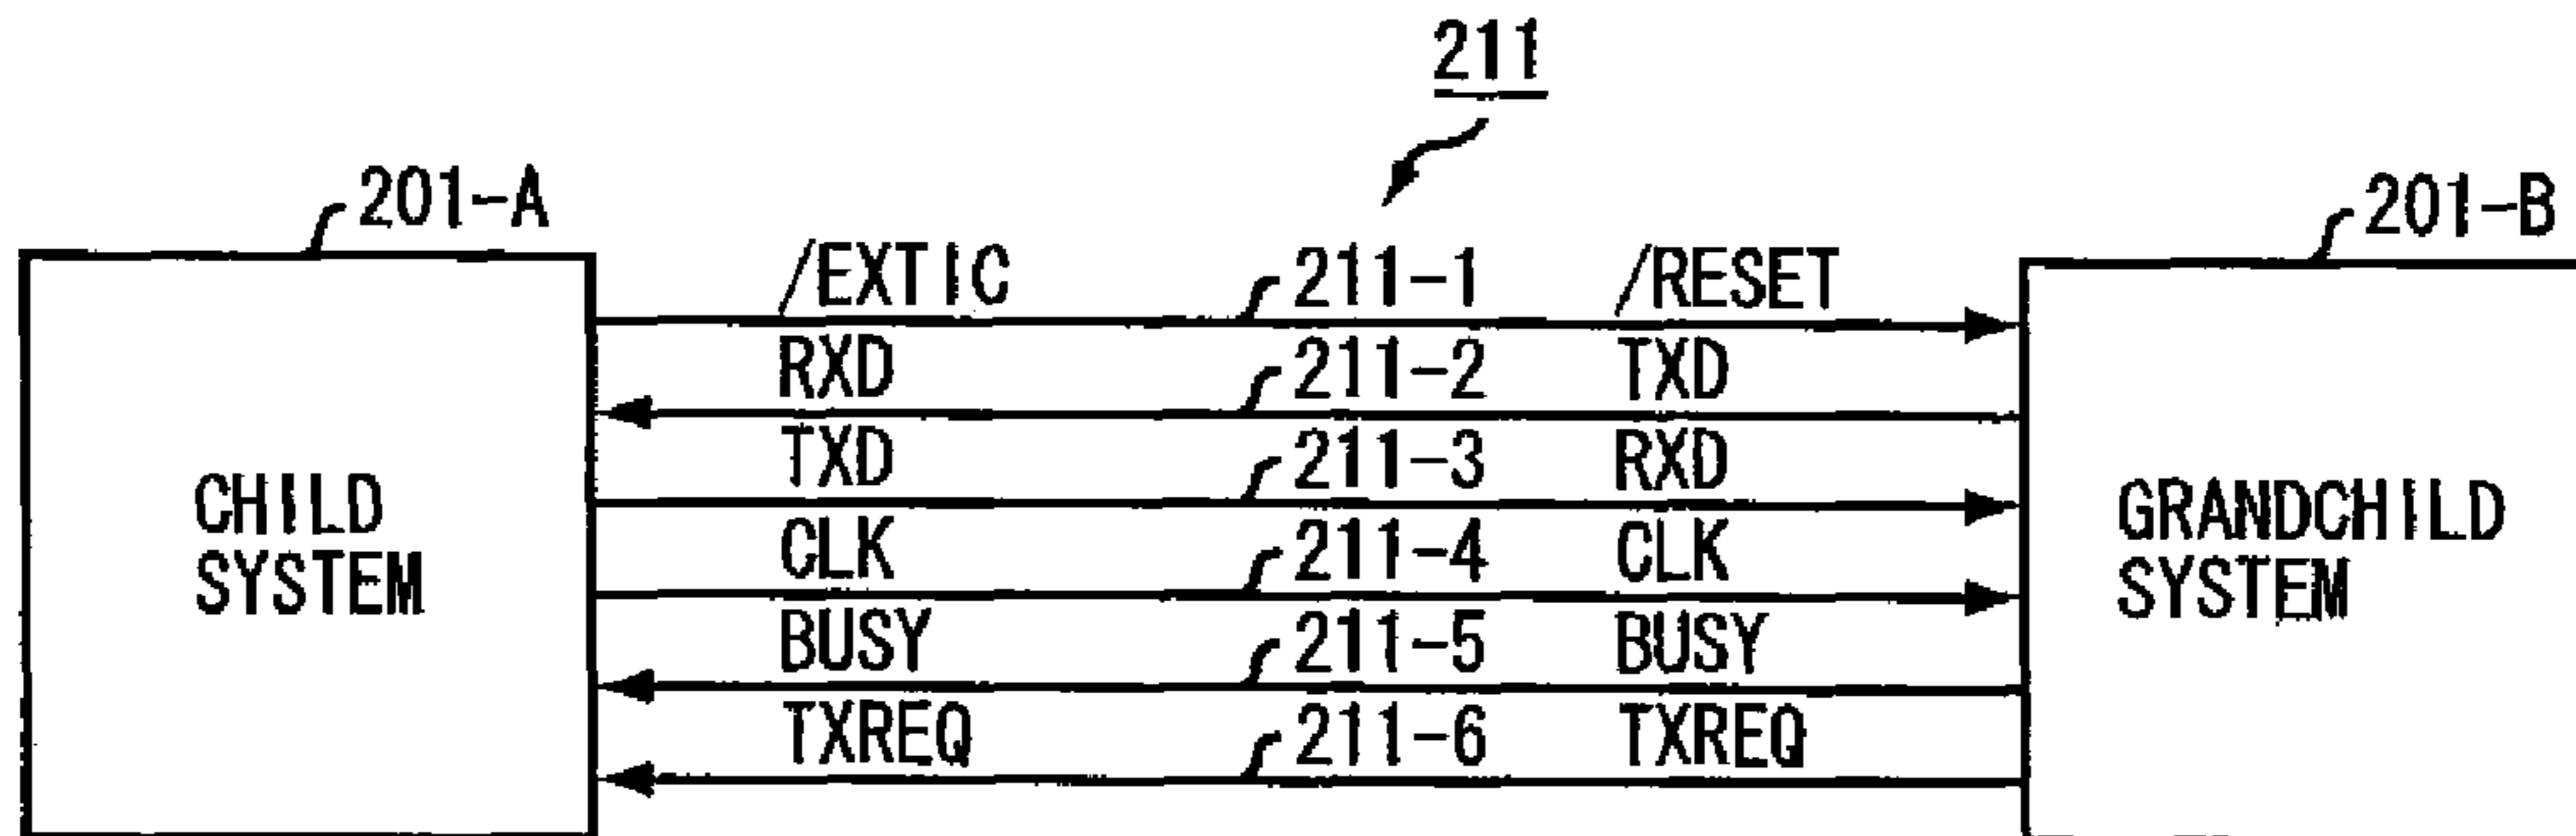 211
201-A
201-B
/EXTIC 211-1 /RESET
RXD 211-2 TXD
TXD 211-3 RXD
CLK 211-4 CLK
BUSY 211-5 BUSY
TXREQ 211-6 TXREQ
CHILD
SYSTEM
GRANDCHILD
SYSTEM